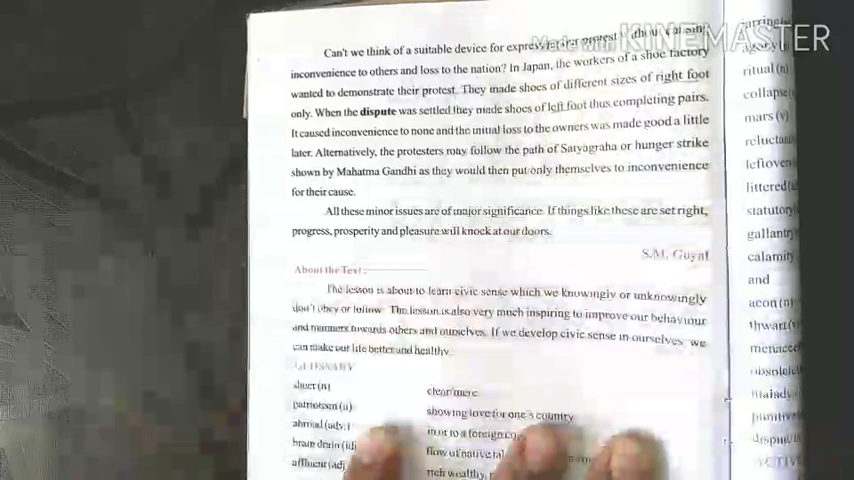 Made with KINEMASTER
Can't we think of a suitable device for expressing our protest without causing
inconvenience to others and loss to the nation? In Japan, the workers of a shoe factory
wanted to demonstrate their protest. They made shoes of different sizes of right foot
only. When the dispute was settled they made shoes of left foot thus completing pairs.
It caused inconvenience to none and the initial loss to the owners was made good a little
later. Alternatively, the protesters may follow the path of Satyagraha or hunger strike
shown by Mahatma Gandhi as they would then put only themselves to inconvenience
for their cause.
All these minor issues are of major significance. If things like these are set right,
progress, prosperity and pleasure will knock at our doors.
S.M. Guyal
About the Text:
The lesson is about to learn civic sense which we knowingly or unknowingly
don't obey or follow. The lesson is also very much inspiring to improve our behaviour
and manners towards others and ourselves. If we develop civic sense in ourselves we
can make our life better and healthy.
GLOSSARY
sheer (n) clear/mere
patriotism (n) showing love for one's country
abroad (adv.) in or to a foreign
brain drain (id flow of native
affluent (adj rich wealthy,
jarring
agony
ritual (n)
collapse
mars (v)
reluctan
leftover
littered
statutory
gallantry
calamity
and
acon (n)
thwart (v
menace
obsolete
malady
punitive
dispute
ACTIV